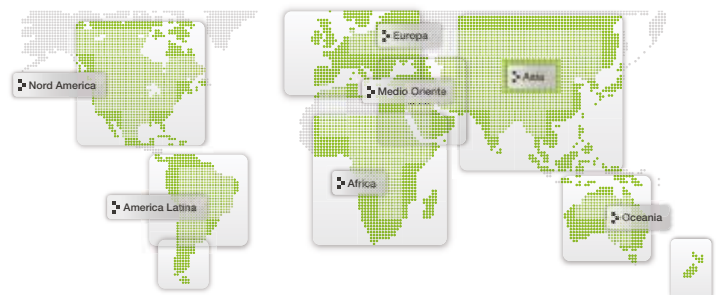 Nord America
Europa
Asia
Medio Oriente
Africa
America Latina
Oceania